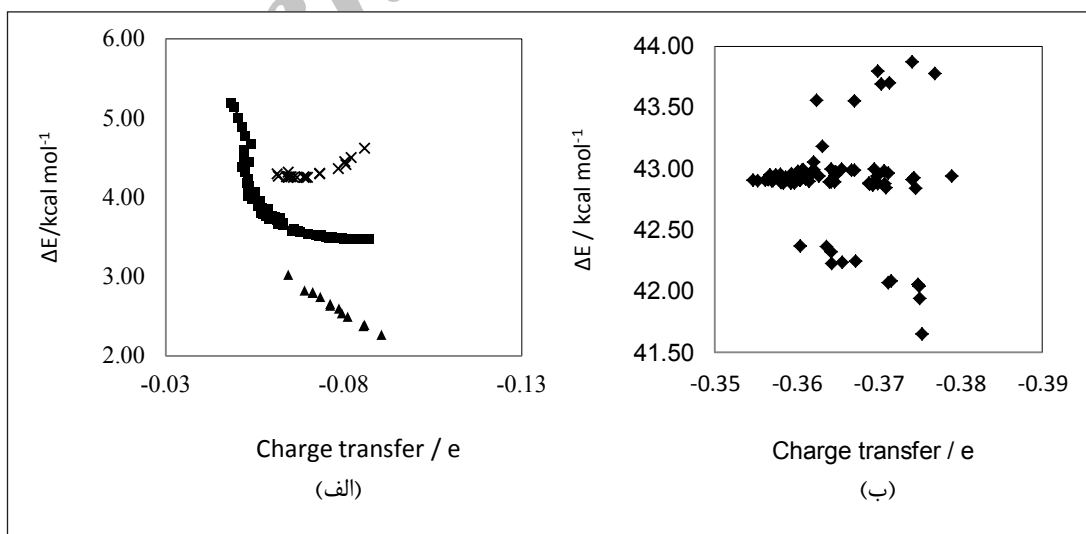 6.00
5.00
4.00
3.00
2.00
ΔE/kcal mol⁻¹
-0.03 -0.08 -0.13
Charge transfer / e
(الف)
44.00
43.50
43.00
42.50
42.00
41.50
ΔE / kcal mol⁻¹
-0.35 -0.36 -0.37 -0.38 -0.39
Charge transfer / e
(ب)